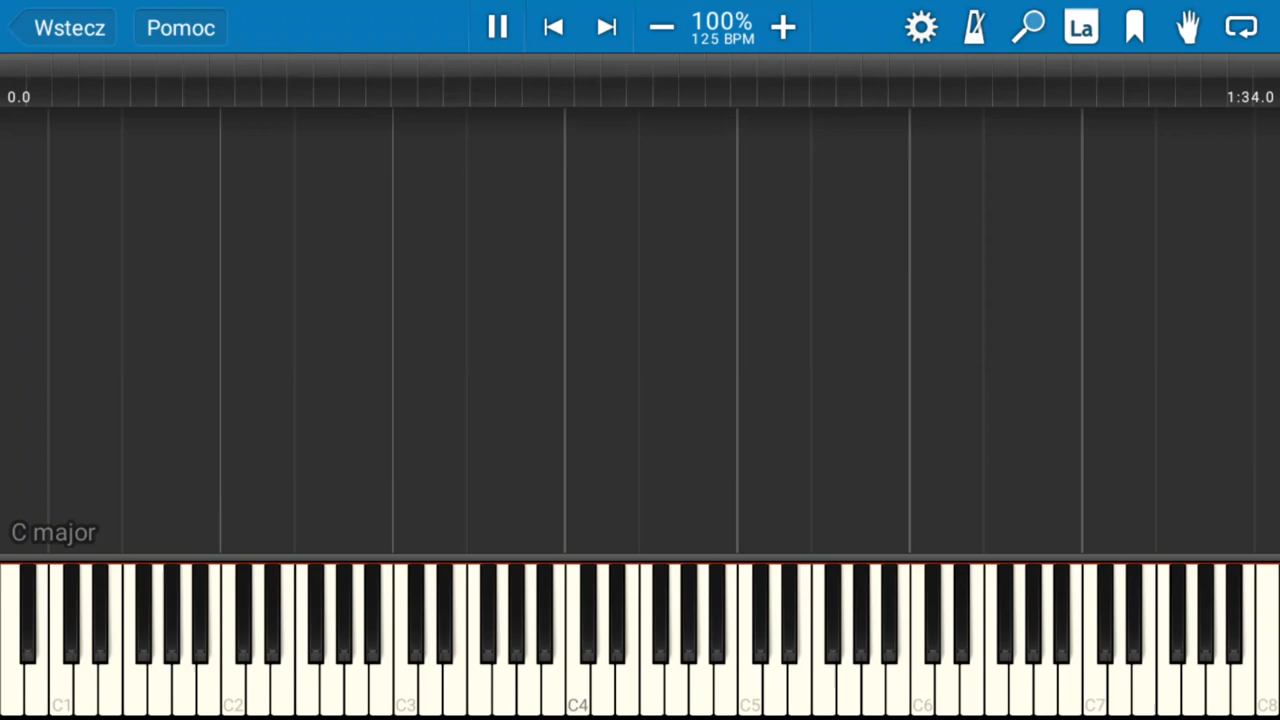 Wstecz
Pomoc
100%
125 BPM
La
0.0
1:34.0
C major
C1
C2
C3
C4
C5
C6
C7
C8